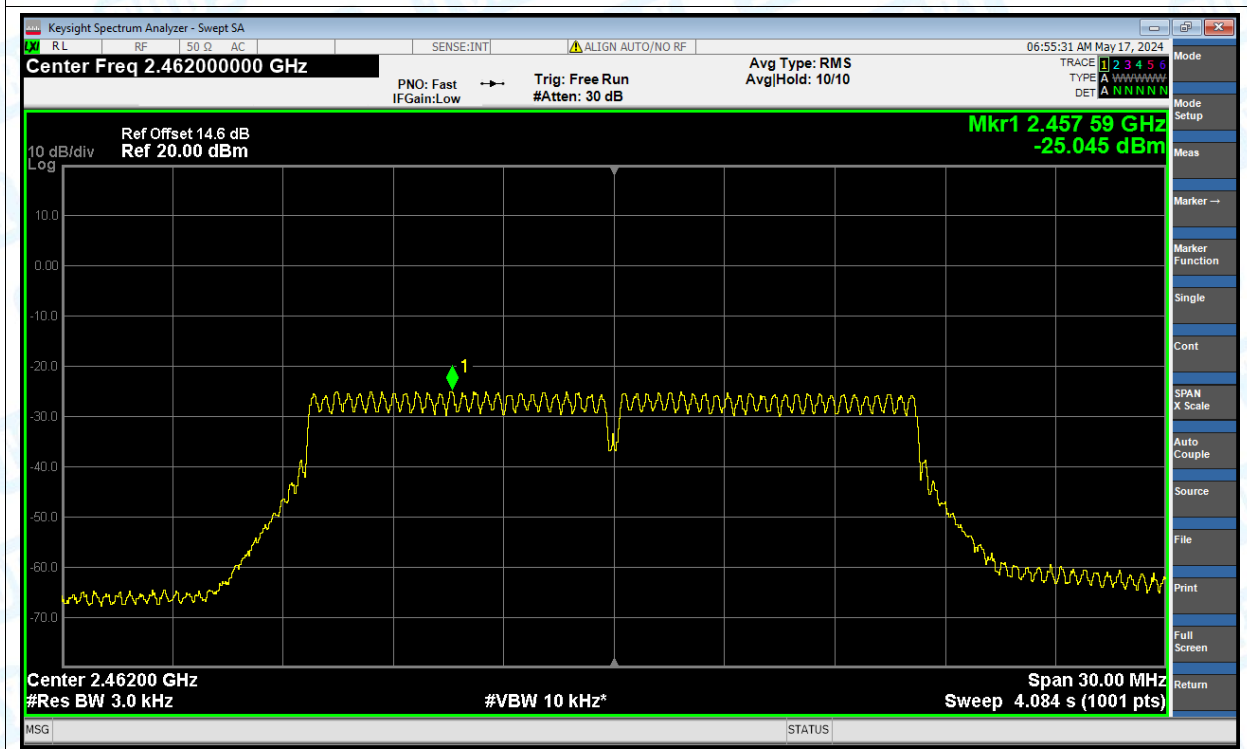 Keysight Spectrum Analyzer - Swept SA
LXI RL RF 50 Ω AC SENSE:INT ALIGN AUTO/NO RF 06:55:31 AM May 17, 2024
Center Freq 2.462000000 GHz
PNO: Fast
IFGain:Low
Trig: Free Run
#Atten: 30 dB
Avg Type: RMS
Avg|Hold: 10/10
TRACE 1 2 3 4 5 6
TYPE A WWWWW
DET A N N N N N
Mkr1 2.457 59 GHz
-25.045 dBm
Ref Offset 14.6 dB
10 dB/div Ref 20.00 dBm
Log
10.0
0.00
-10.0
-20.0
-30.0
-40.0
-50.0
-60.0
-70.0
1
Center 2.46200 GHz Span 30.00 MHz
#Res BW 3.0 kHz #VBW 10 kHz* Sweep 4.084 s (1001 pts)
MSG STATUS
Mode
Mode
Setup
Meas
Marker →
Marker
Function
Single
Cont
SPAN
X Scale
Auto
Couple
Source
File
Print
Full
Screen
Return